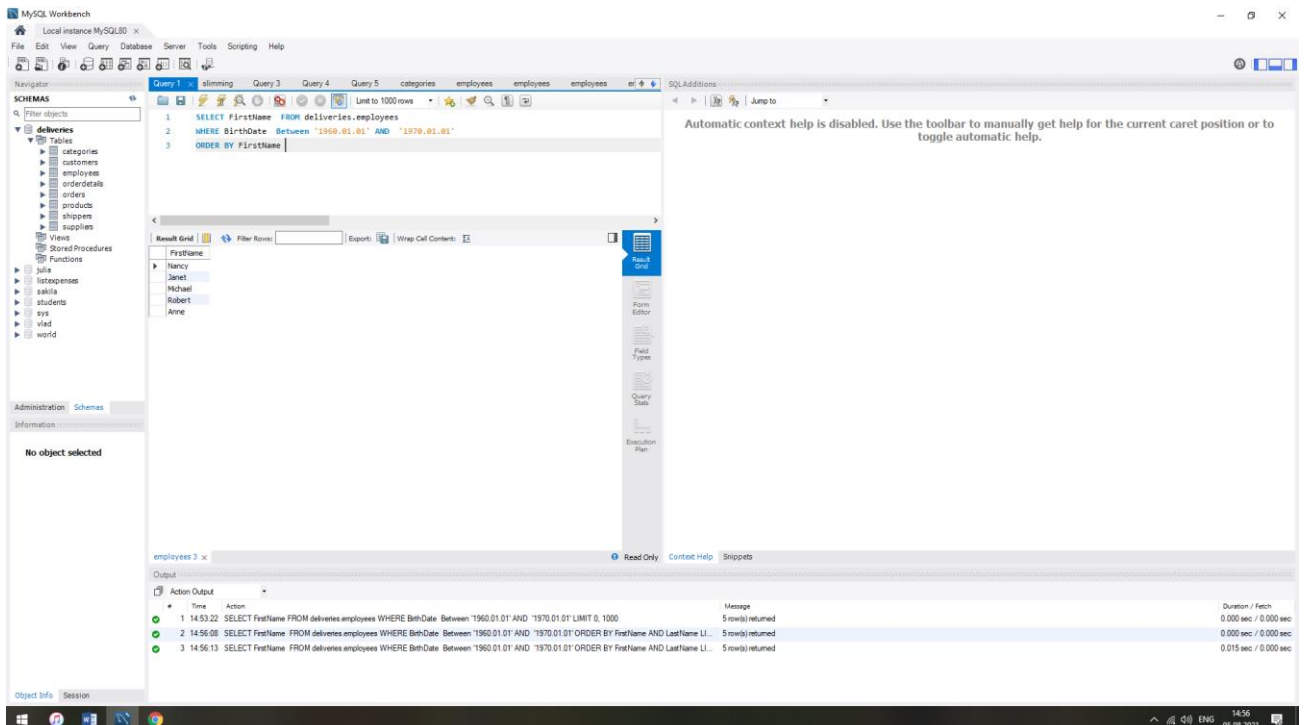 MySQL Workbench
Local instance MySQL80 ×
File Edit View Query Database Server Tools Scripting Help
Navigator
SCHEMAS
Filter objects
deliveries
Tables
categories
customers
employees
orderdetails
orders
products
shippers
suppliers
Views
Stored Procedures
Functions
julia
listexpenses
sakila
students
sys
vlad
world
Administration Schemas
Information
No object selected
Object Info Session
Query 1 × slimming Query 3 Query 4 Query 5 categories employees employees employees
Limit to 1000 rows
1 SELECT FirstName FROM deliveries.employees
2 WHERE BirthDate Between '1960.01.01' AND '1970.01.01'
3 ORDER BY FirstName
Result Grid Filter Rows: Export: Wrap Cell Content:
FirstName
Nancy
Janet
Michael
Robert
Anne
Result Grid
Form Editor
Field Types
Query Stats
Execution Plan
employees 3 × Read Only
SQLAdditions
Jump to
Automatic context help is disabled. Use the toolbar to manually get help for the current caret position or to
toggle automatic help.
Context Help Snippets
Output
Action Output
# Time Action Message Duration / Fetch
1 14:53:22 SELECT FirstName FROM deliveries.employees WHERE BirthDate Between '1960.01.01' AND '1970.01.01' LIMIT 0, 1000 5 row(s) returned 0.000 sec / 0.000 sec
2 14:56:08 SELECT FirstName FROM deliveries.employees WHERE BirthDate Between '1960.01.01' AND '1970.01.01' ORDER BY FirstName AND LastName LI... 5 row(s) returned 0.000 sec / 0.000 sec
3 14:56:13 SELECT FirstName FROM deliveries.employees WHERE BirthDate Between '1960.01.01' AND '1970.01.01' ORDER BY FirstName AND LastName LI... 5 row(s) returned 0.015 sec / 0.000 sec
ENG 14:56